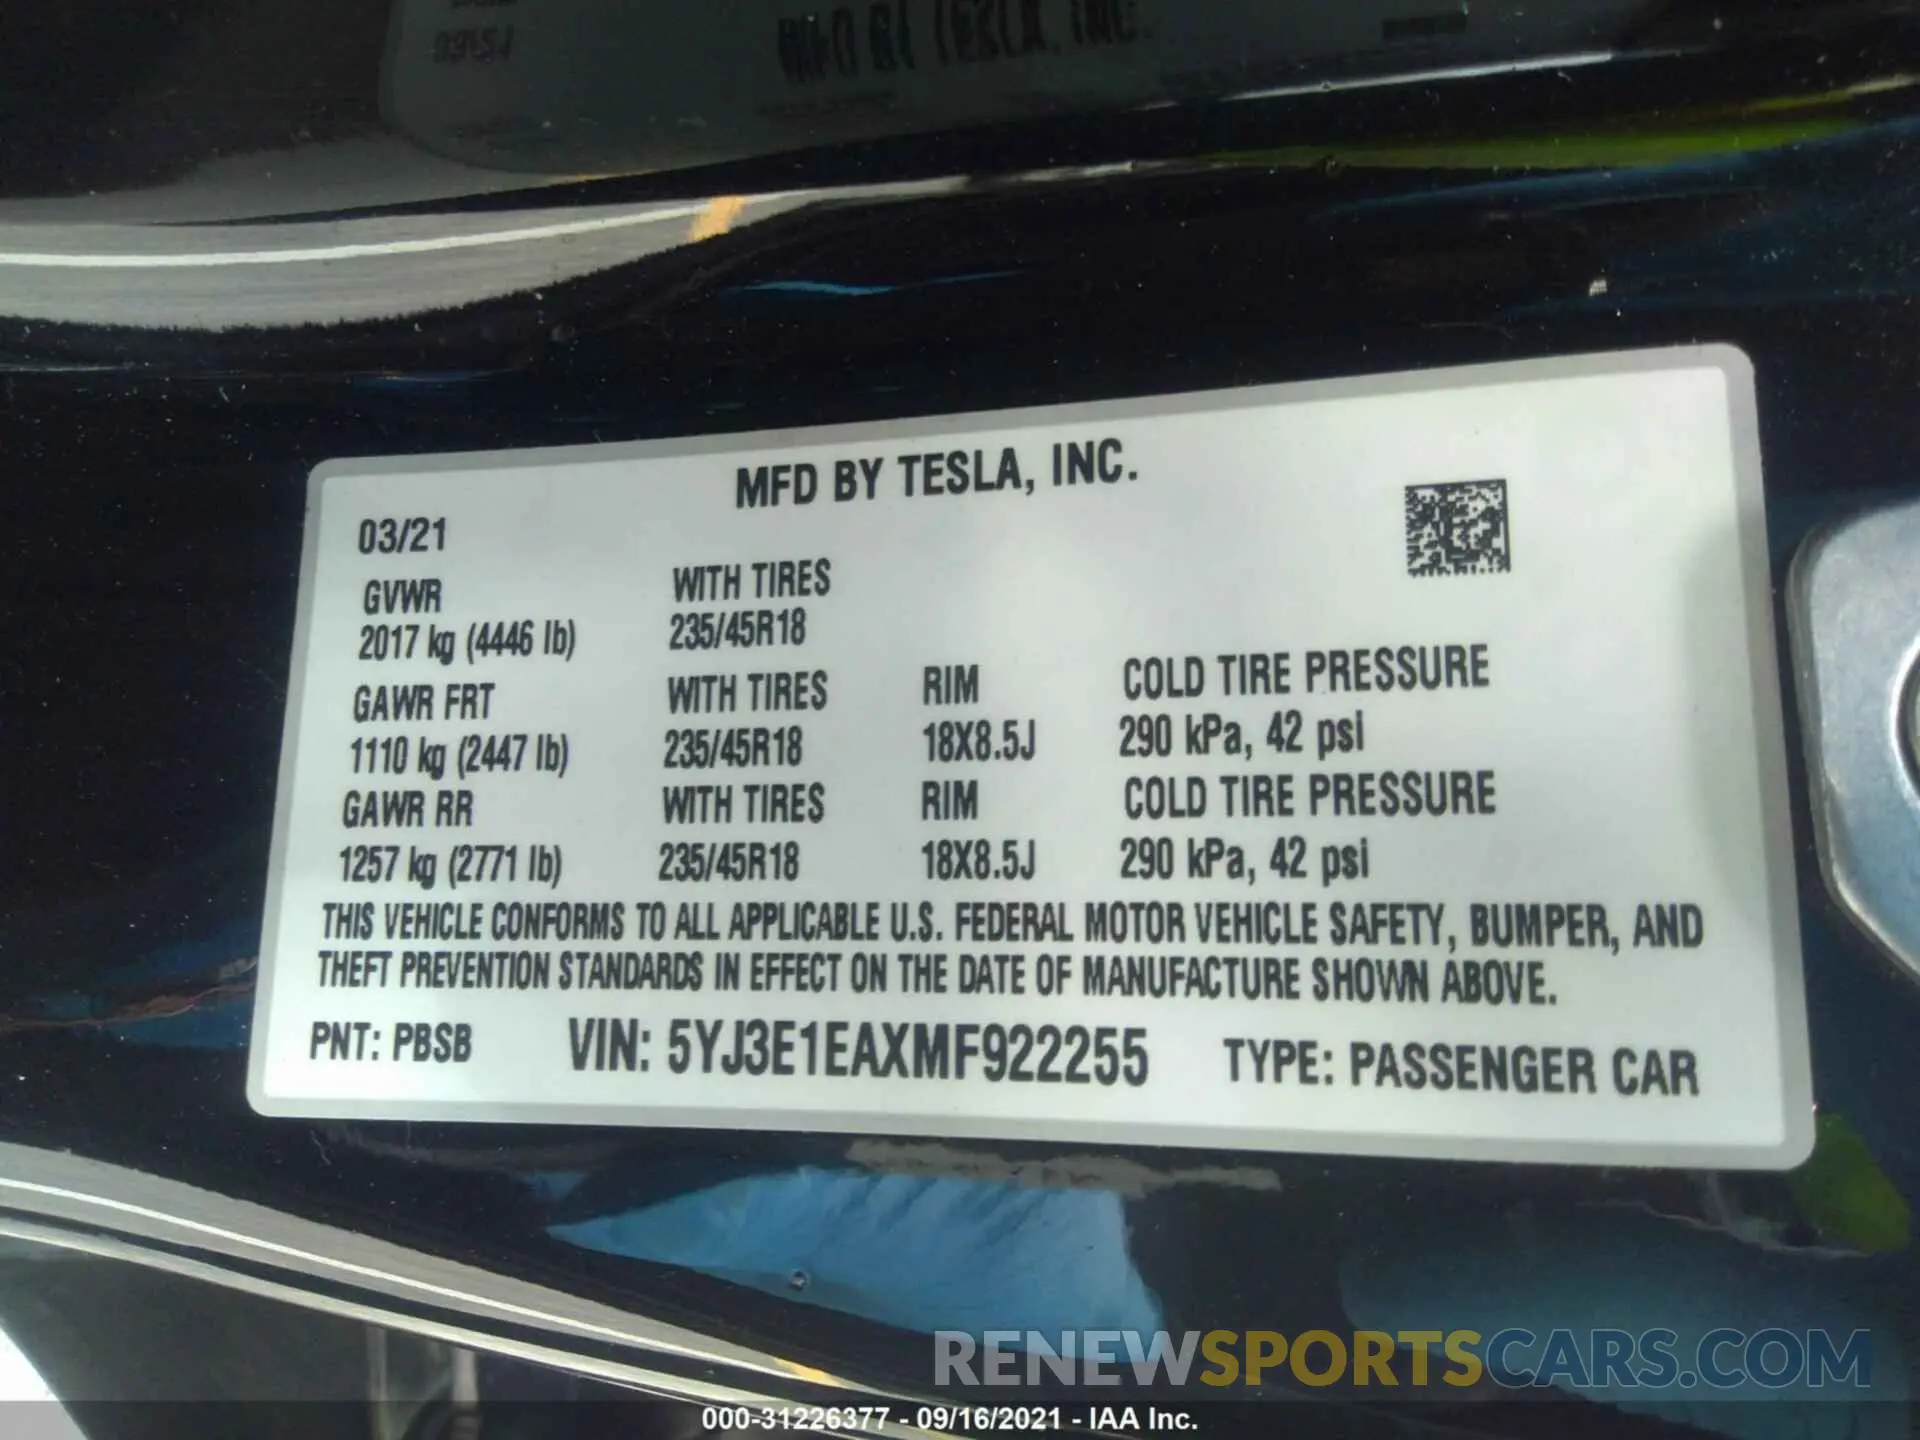 MFD BY TESLA, INC.
03/21
GVWR WITH TIRES
2017 kg (4446 lb) 235/45R18
GAWR FRT WITH TIRES RIM COLD TIRE PRESSURE
1110 kg (2447 lb) 235/45R18 18X8.5J 290 kPa, 42 psi
GAWR RR WITH TIRES RIM COLD TIRE PRESSURE
1257 kg (2771 lb) 235/45R18 18X8.5J 290 kPa, 42 psi
THIS VEHICLE CONFORMS TO ALL APPLICABLE U.S. FEDERAL MOTOR VEHICLE SAFETY, BUMPER, AND
THEFT PREVENTION STANDARDS IN EFFECT ON THE DATE OF MANUFACTURE SHOWN ABOVE.
PNT: PBSB VIN: 5YJ3E1EAXMF922255 TYPE: PASSENGER CAR
RENEWSPORTSCARS.COM
000-31226377 - 09/16/2021 - IAA Inc.